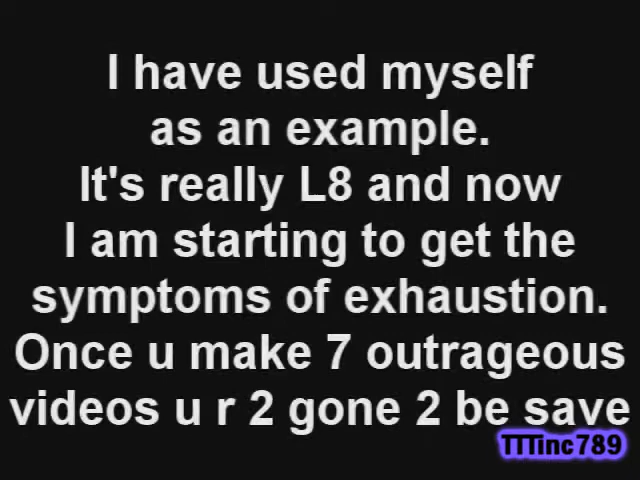 I have used myself
as an example.
It's really L8 and now
I am starting to get the
symptoms of exhaustion.
Once u make 7 outrageous
videos u r 2 gone 2 be save
TTTinc789